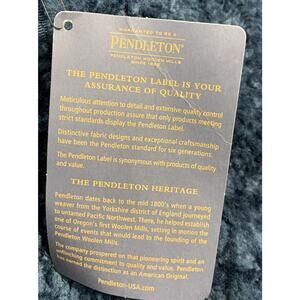 WARRANTED TO BE A
PENDLETON®
PENDLETON WOOLEN MILLS
SINCE 1863
THE PENDLETON LABEL IS YOUR
ASSURANCE OF QUALITY
Meticulous attention to detail and extensive quality control
throughout production assure that only products meeting
strict standards display the Pendleton Label.
Distinctive fabric designs and exceptional craftsmanship
have been the Pendleton standard for six generations.
The Pendleton Label is synonymous with products of quality
and value.
THE PENDLETON HERITAGE
Pendleton dates back to the mid 1800's when a young
weaver from the Yorkshire district of England journeyed
to untamed Pacific Northwest. There, he helped establish
one of Oregon's first Woolen Mills, setting in motion the
course of events that would lead to the founding of the
Pendleton Woolen Mills.
The company prospered on that pioneering spirit and an
unflinching commitment to quality and value. Pendleton
has earned the distinction as an American Original.
Pendleton-USA.com